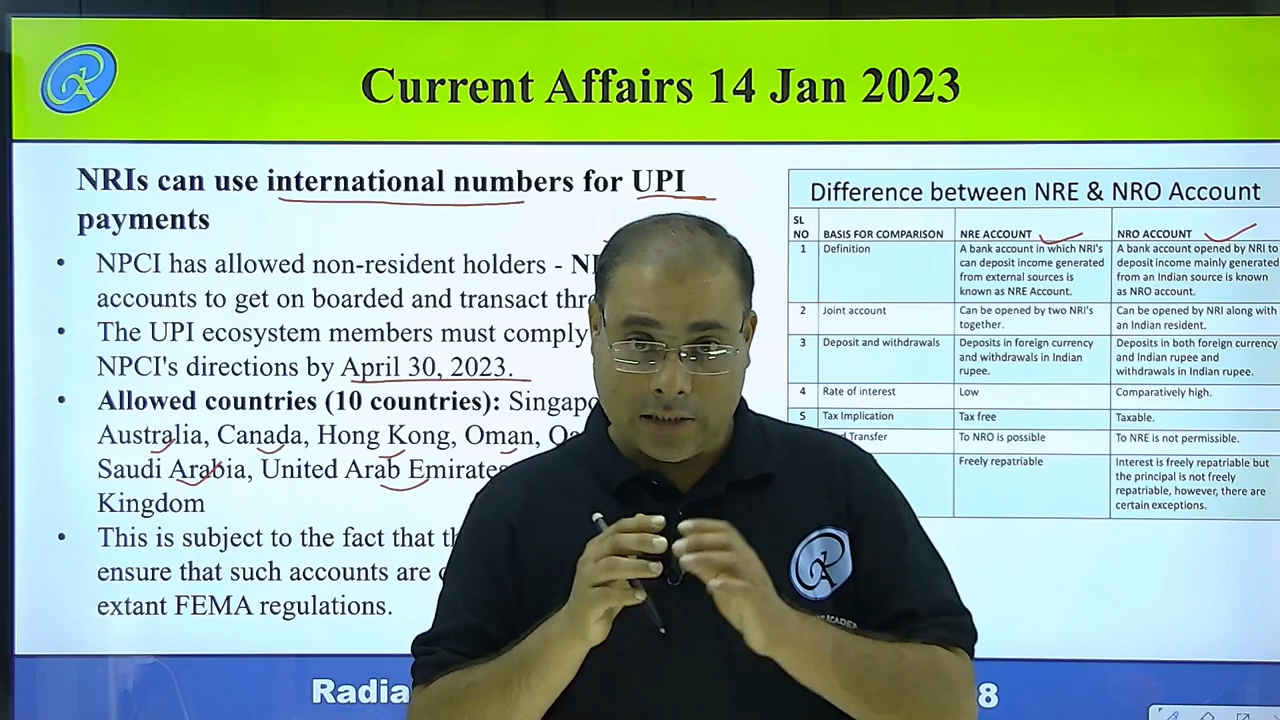 Current Affairs 14 Jan 2023
NRIs can use international numbers for UPI
payments
• NPCI has allowed non-resident holders -
accounts to get on boarded and transact
• The UPI ecosystem members must comply
NPCI's directions by April 30, 2023.
• Allowed countries (10 countries):
Australia, Canada, Hong Kong, Oman,
Saudi Arabia, United Arab Emirates
Kingdom
• This is subject to the fact that
ensure that such accounts are
extant FEMA regulations.
Difference between NRE & NRO Account
SL NO BASIS FOR COMPARISON NRE ACCOUNT NRO ACCOUNT
1 Definition A bank account in which NRI's can deposit income generated from external sources is known as NRE Account. A bank account opened by NRI to deposit income mainly generated from an Indian source is known as NRO account.
2 Joint account Can be opened by two NRI's together. Can be opened by NRI along with an Indian resident.
3 Deposit and withdrawals Deposits in foreign currency and withdrawals in Indian rupee. Deposits in both foreign currency and Indian rupee and withdrawals in Indian rupee.
4 Rate of interest Low Comparatively high.
5 Tax Implication Tax free Taxable.
Transfer To NRO is possible To NRE is not permissible.
Freely repatriable Interest is freely repatriable but the principal is not freely repatriable, however, there are certain exceptions.
Radia
8